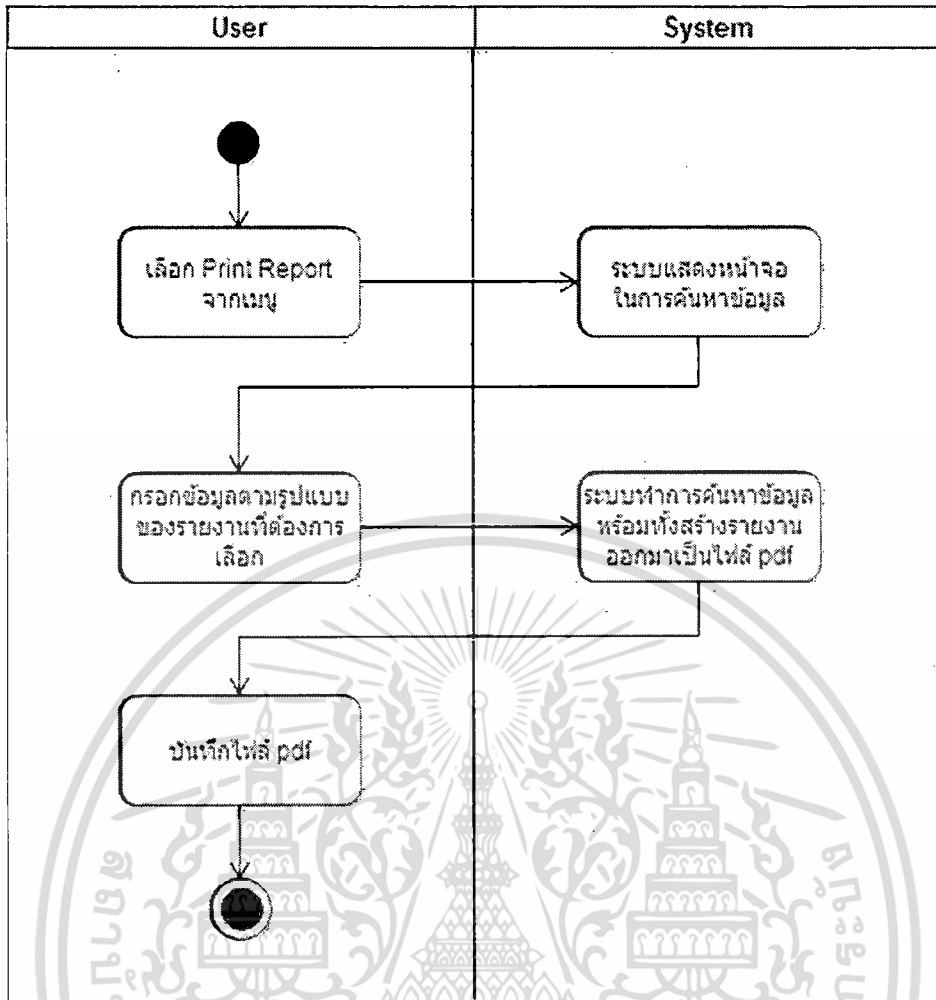 User
System
เลือก Print Report
จากเมนู
ระบบแสดงหน้าจอ
ในการค้นหาข้อมูล
กรอกข้อมูลตามรูปแบบ
ของรายงานที่ต้องการ
เลือก
ระบบทำการค้นหาข้อมูล
พร้อมทั้งสร้างรายงาน
ออกมาเป็นไฟล์ pdf
บันทึกไฟล์ pdf